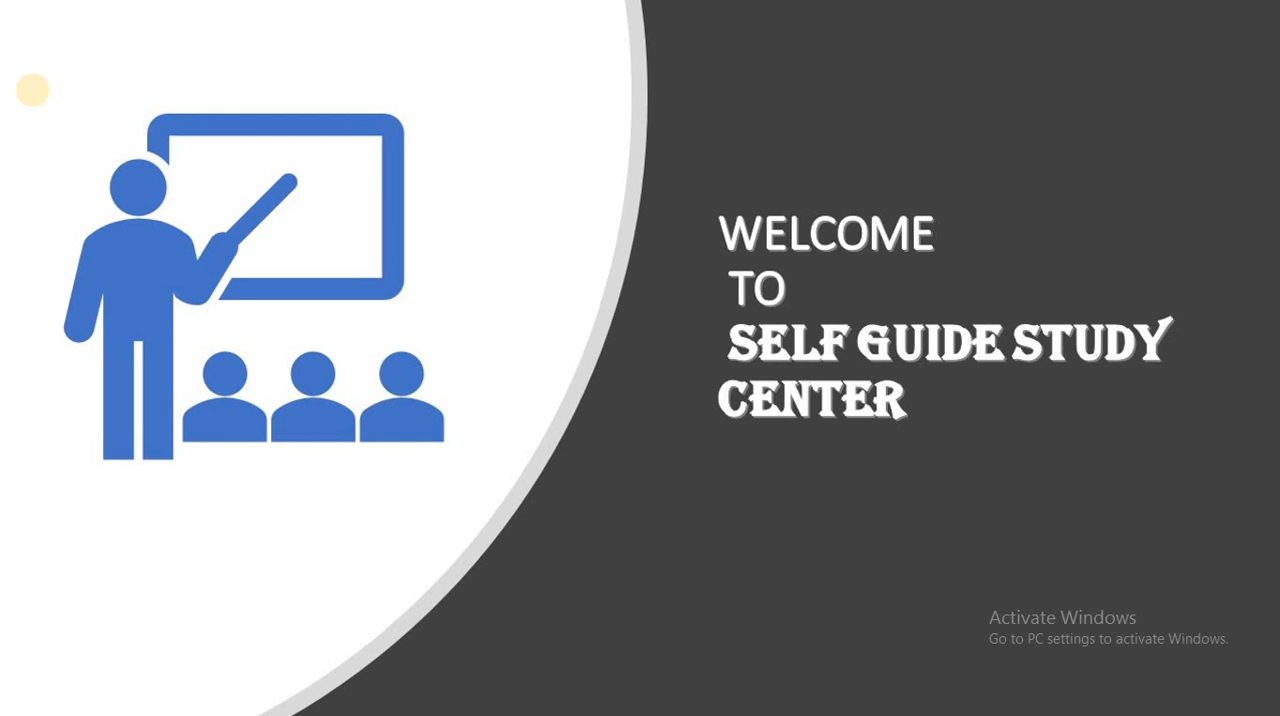 WELCOME
TO
SELF GUIDE STUDY
CENTER
Activate Windows
Go to PC settings to activate Windows.